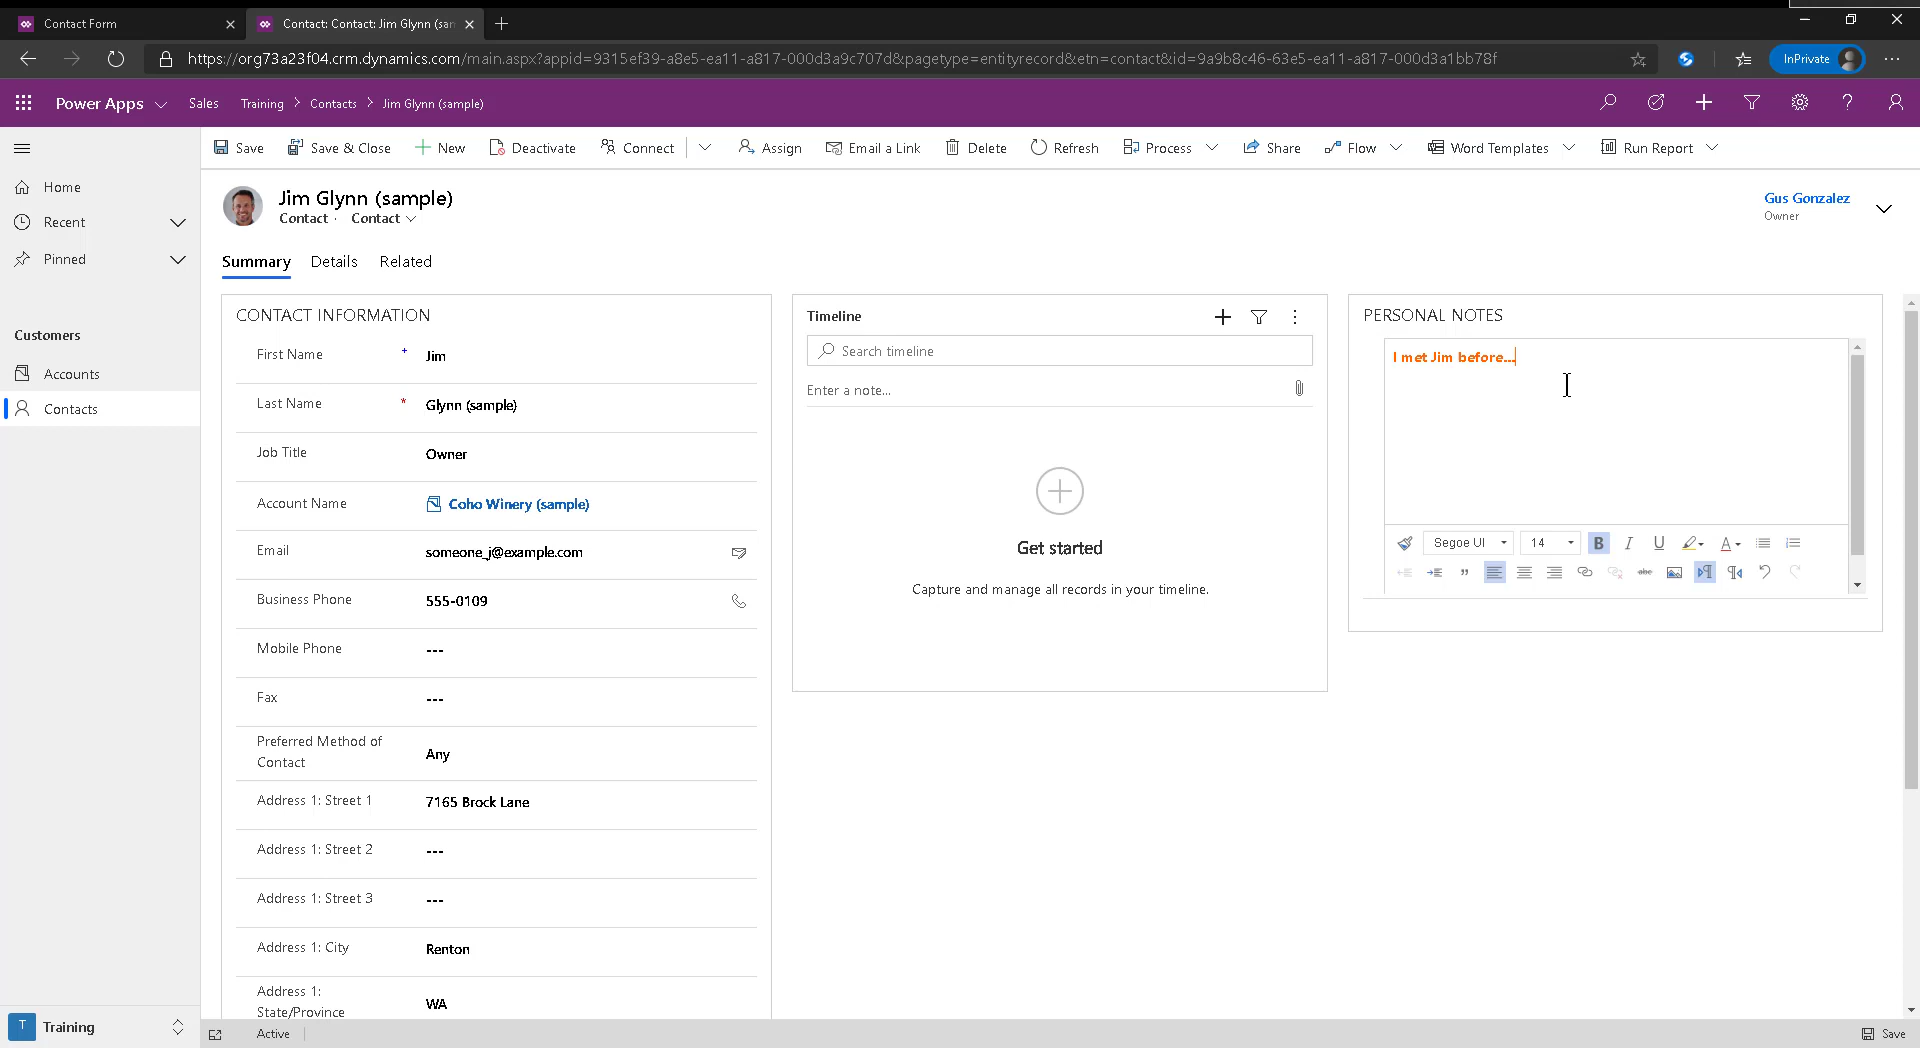 Contact Form
Contact: Contact: Jim Glynn (san
https://org73a23f04.crm.dynamics.com/main.aspx?appid=9315ef39-a8e5-ea11-a817-000d3a9c707d&pagetype=entityrecord&etn=contact&id=9a9b8c46-63e5-ea11-a817-000d3a1bb78f
InPrivate
Power Apps
Sales
Training > Contacts > Jim Glynn (sample)
Save
Save & Close
New
Deactivate
Connect
Assign
Email a Link
Delete
Refresh
Process
Share
Flow
Word Templates
Run Report
Home
Recent
Pinned
Customers
Accounts
Contacts
Jim Glynn (sample)
Contact · Contact
Gus Gonzalez
Owner
Summary
Details
Related
CONTACT INFORMATION
First Name + Jim
Last Name * Glynn (sample)
Job Title Owner
Account Name Coho Winery (sample)
Email someone_j@example.com
Business Phone 555-0109
Mobile Phone ---
Fax ---
Preferred Method of
Contact
Any
Address 1: Street 1 7165 Brock Lane
Address 1: Street 2 ---
Address 1: Street 3 ---
Address 1: City Renton
Address 1:
State/Province
WA
Timeline
Search timeline
Enter a note...
Get started
Capture and manage all records in your timeline.
PERSONAL NOTES
I met Jim before...
Segoe UI 14 B I U A
abc
T Training
Active
Save